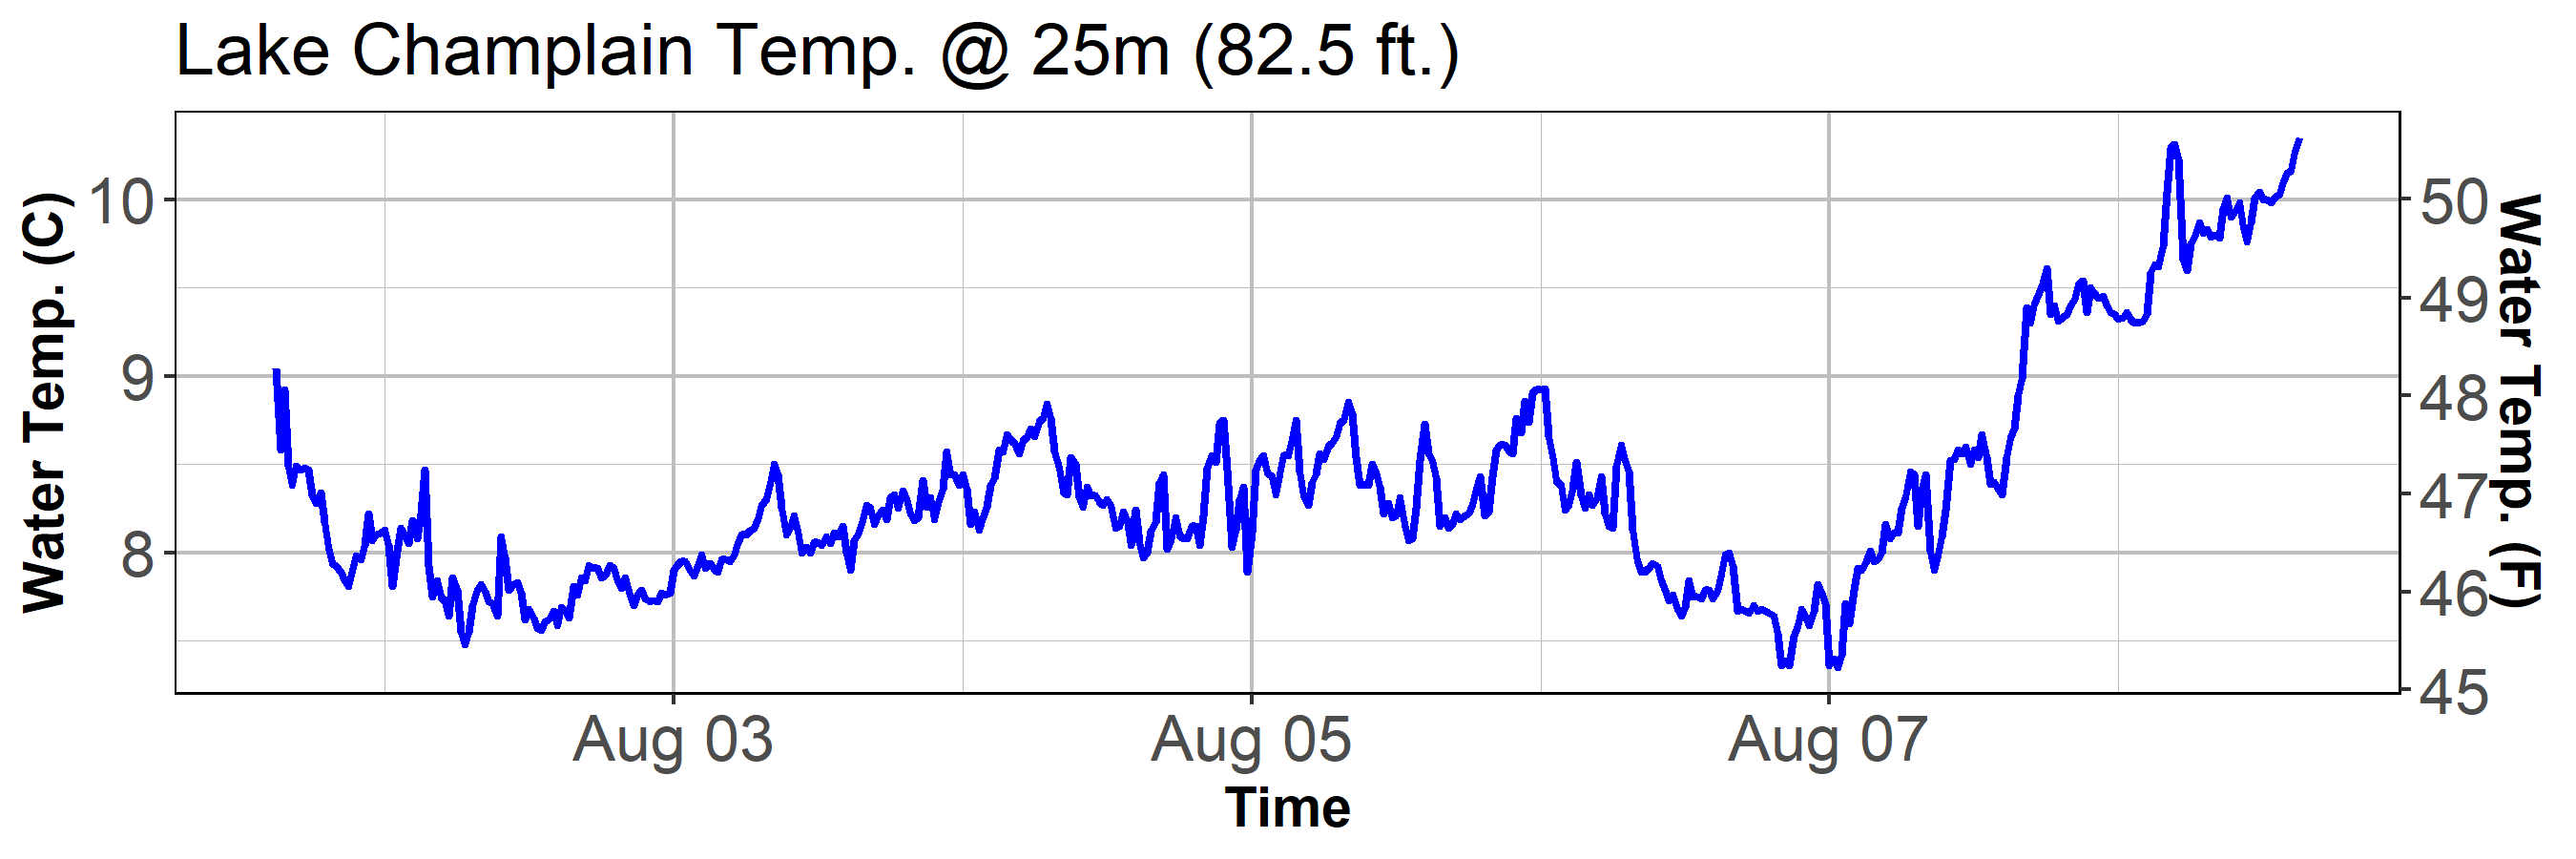 Lake Champlain Temp. @ 25m (82.5 ft.)
Water Temp. (C)
10
9
8
50
49
48
47
46
45
Water Temp. (F)
Aug 03
Aug 05
Aug 07
Time